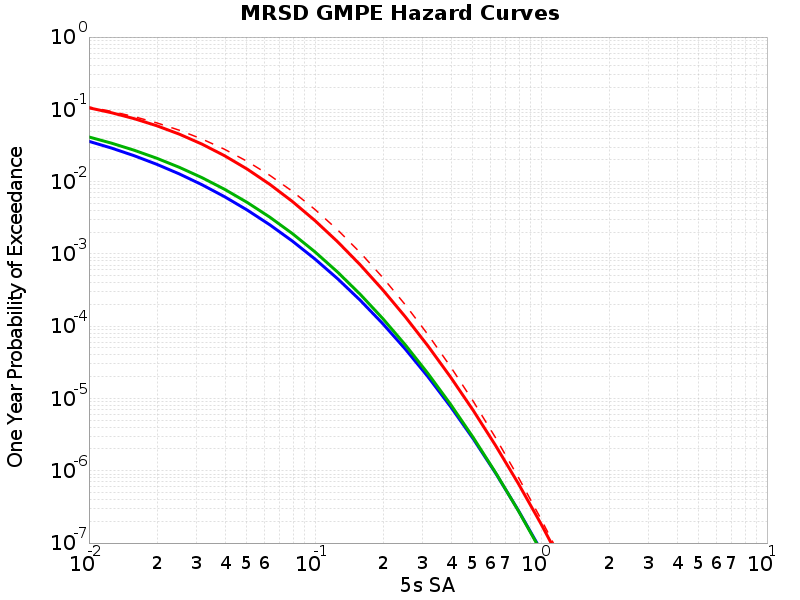 MRSD GMPE Hazard Curves
One Year Probability of Exceedance
10^0
10^-1
10^-2
10^-3
10^-4
10^-5
10^-6
10^-7
10^-2 2 3 4 5 6 10^-1 2 3 4 5 6 7 10^0 2 3 4 5 6 7 10^1
5s SA